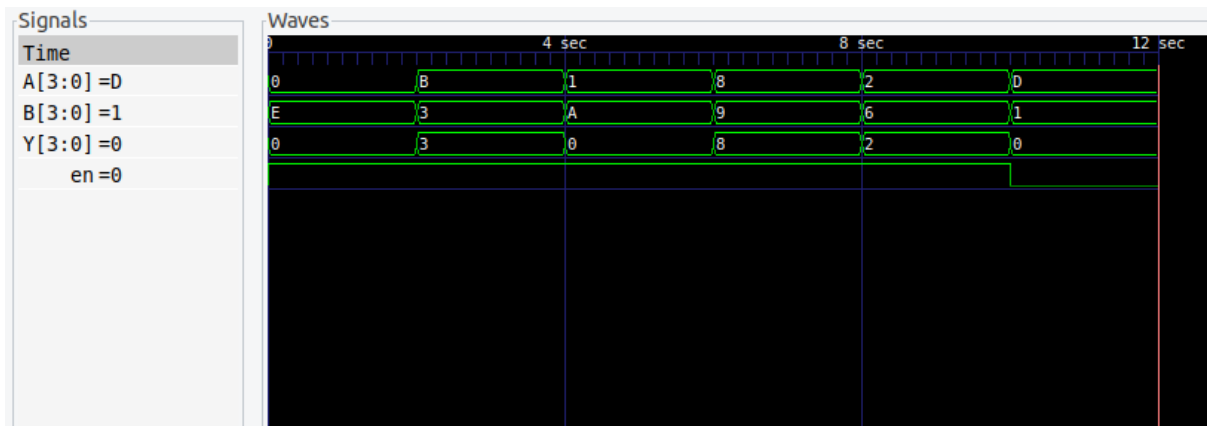 Signals
Waves
Time
0 4 sec 8 sec 12 sec
A[3:0] =D
0 B 1 8 2 D
B[3:0] =1
E 3 A 9 6 1
Y[3:0] =0
0 3 0 8 2 0
en =0